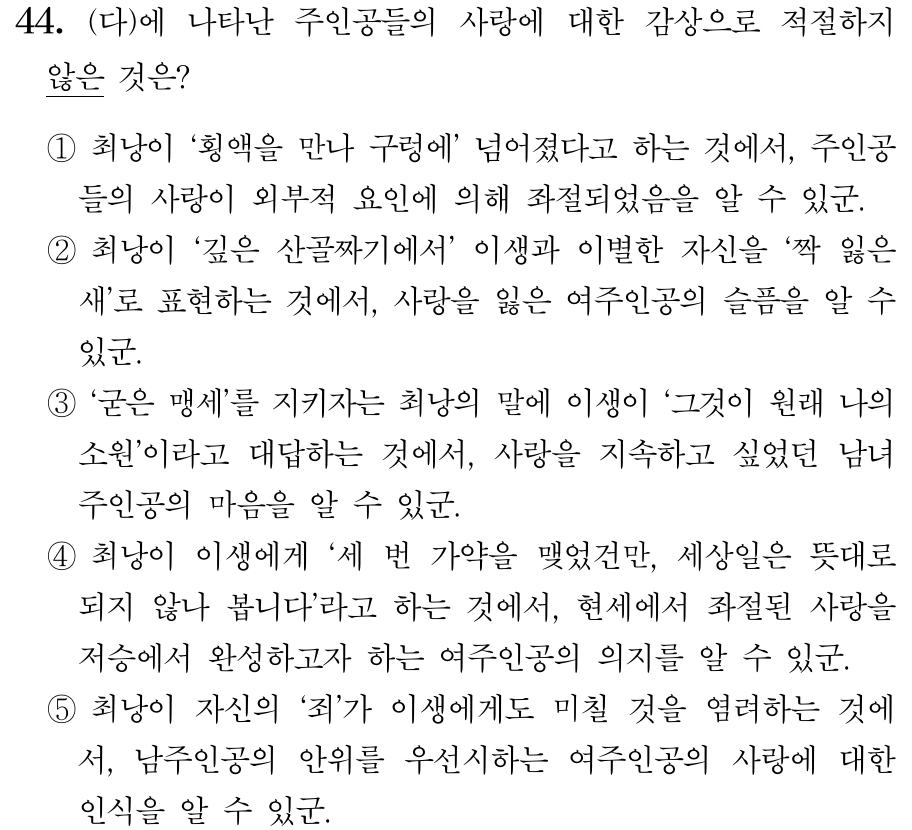 44. (다)에 나타난 주인공들의 사랑에 대한 감상으로 적절하지
않은 것은?
① 최낭이 ‘횡액을 만나 구렁에’ 넘어졌다고 하는 것에서, 주인공
들의 사랑이 외부적 요인에 의해 좌절되었음을 알 수 있군.
② 최낭이 ‘깊은 산골짜기에서’ 이생과 이별한 자신을 ‘짝 잃은
새’로 표현하는 것에서, 사랑을 잃은 여주인공의 슬픔을 알 수
있군.
③ ‘굳은 맹세’를 지키자는 최낭의 말에 이생이 ‘그것이 원래 나의
소원’이라고 대답하는 것에서, 사랑을 지속하고 싶었던 남녀
주인공의 마음을 알 수 있군.
④ 최낭이 이생에게 ‘세 번 가약을 맺었건만, 세상일은 뜻대로
되지 않나 봅니다’라고 하는 것에서, 현세에서 좌절된 사랑을
저승에서 완성하고자 하는 여주인공의 의지를 알 수 있군.
⑤ 최낭이 자신의 ‘죄’가 이생에게도 미칠 것을 염려하는 것에
서, 남주인공의 안위를 우선시하는 여주인공의 사랑에 대한
인식을 알 수 있군.